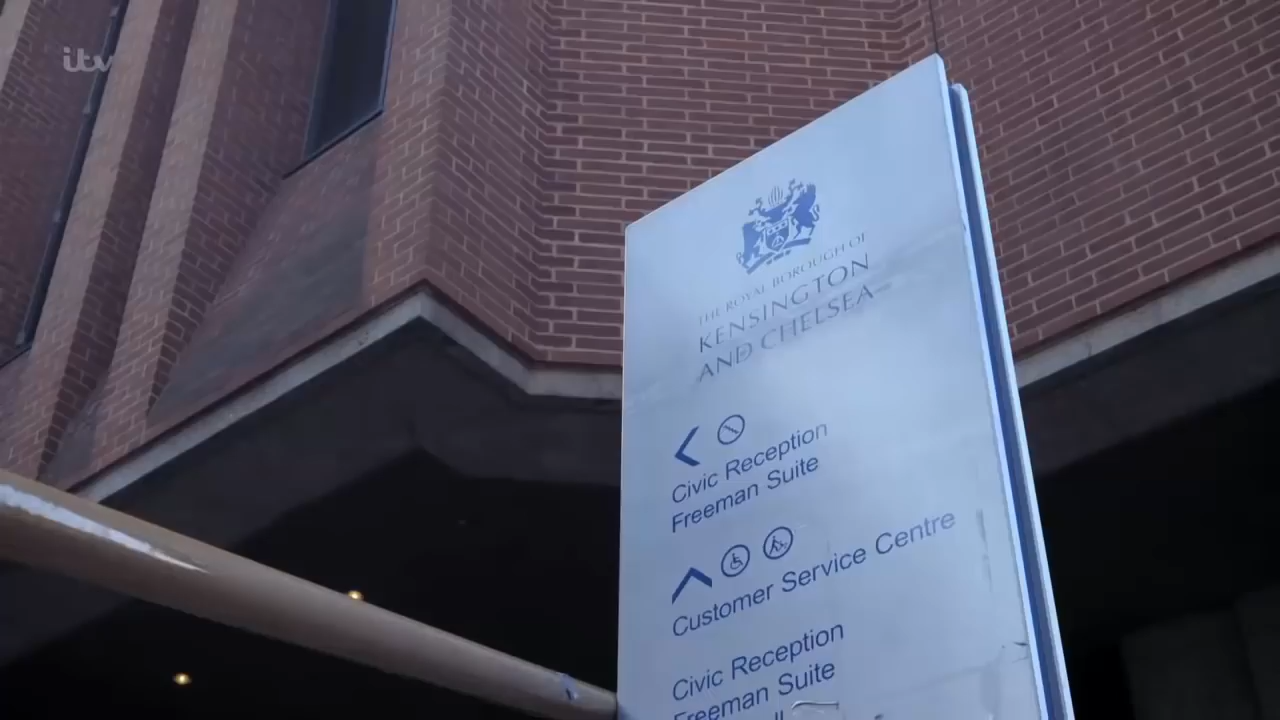 itv
THE ROYAL BOROUGH OF
KENSINGTON
AND CHELSEA
Civic Reception
Freeman Suite
Customer Service Centre
Civic Reception
Freeman Suite